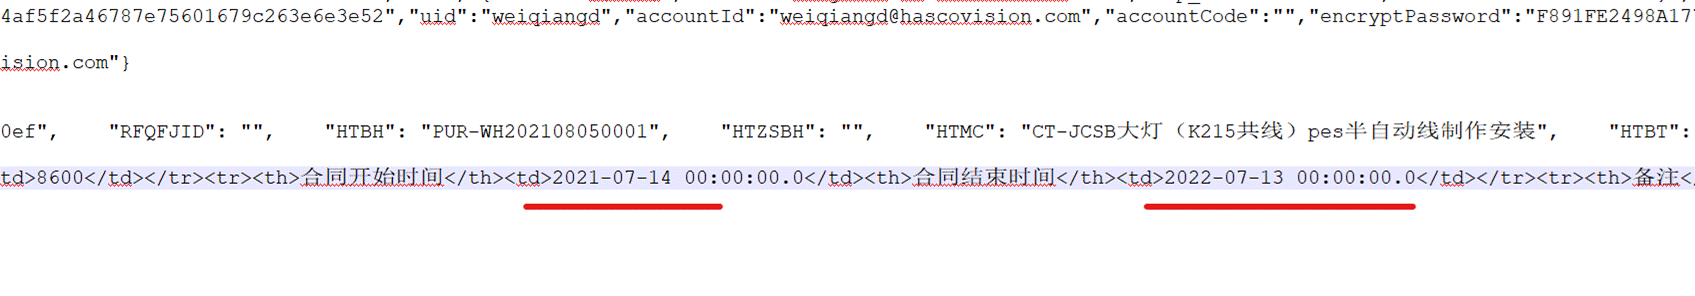 4af5f2a46787e75601679c263e6e3e52","uid":"weiqiangd","accountId":"weiqiangd@hascovision.com","accountCode":"","encryptPassword":"F891FE2498A17
ision.com"}
0ef",    "RFQFJID": "",    "HTBH": "PUR-WH202108050001",    "HTZSBH": "",    "HTMC": "CT-JCSB大灯（K215共线）pes半自动线制作安装",    "HTBT":
td>8600</td></tr><tr><th>合同开始时间</th><td>2021-07-14 00:00:00.0</td><th>合同结束时间</th><td>2022-07-13 00:00:00.0</td></tr><tr><th>备注<